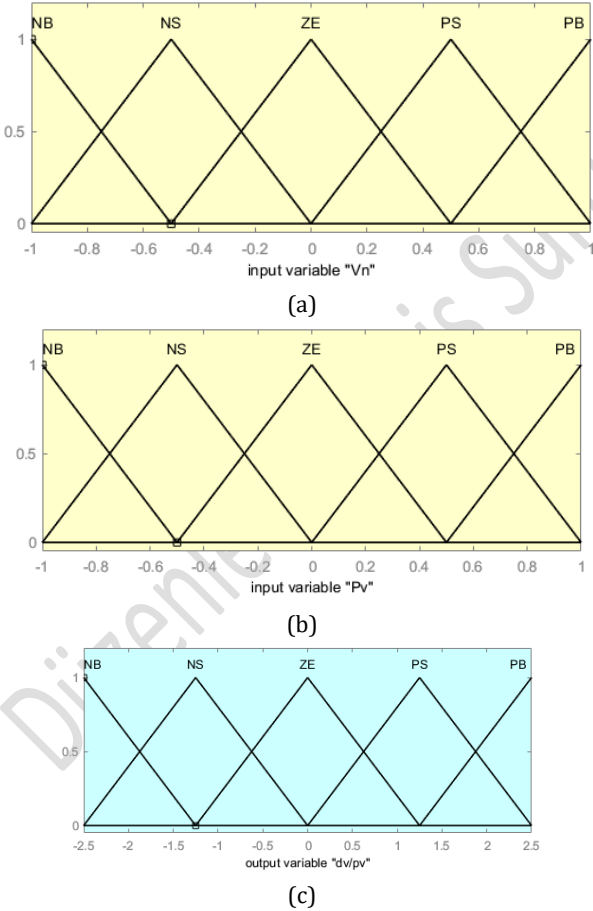 NB NS ZE PS PB
1
0.5
0
-1 -0.8 -0.6 -0.4 -0.2 0 0.2 0.4 0.6 0.8 1
input variable "Vn"
(a)
NB NS ZE PS PB
1
0.5
0
-1 -0.8 -0.6 -0.4 -0.2 0 0.2 0.4 0.6 0.8 1
input variable "Pv"
(b)
NB NS ZE PS PB
1
0.5
0
-2.5 -2 -1.5 -1 -0.5 0 0.5 1 1.5 2 2.5
output variable "dv/pv"
(c)